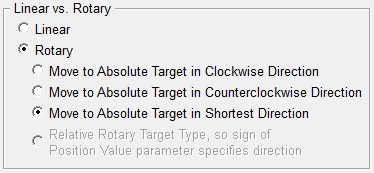 Linear vs. Rotary
Linear
Rotary
Move to Absolute Target in Clockwise Direction
Move to Absolute Target in Counterclockwise Direction
Move to Absolute Target in Shortest Direction
Relative Rotary Target Type, so sign of
Position Value parameter specifies direction